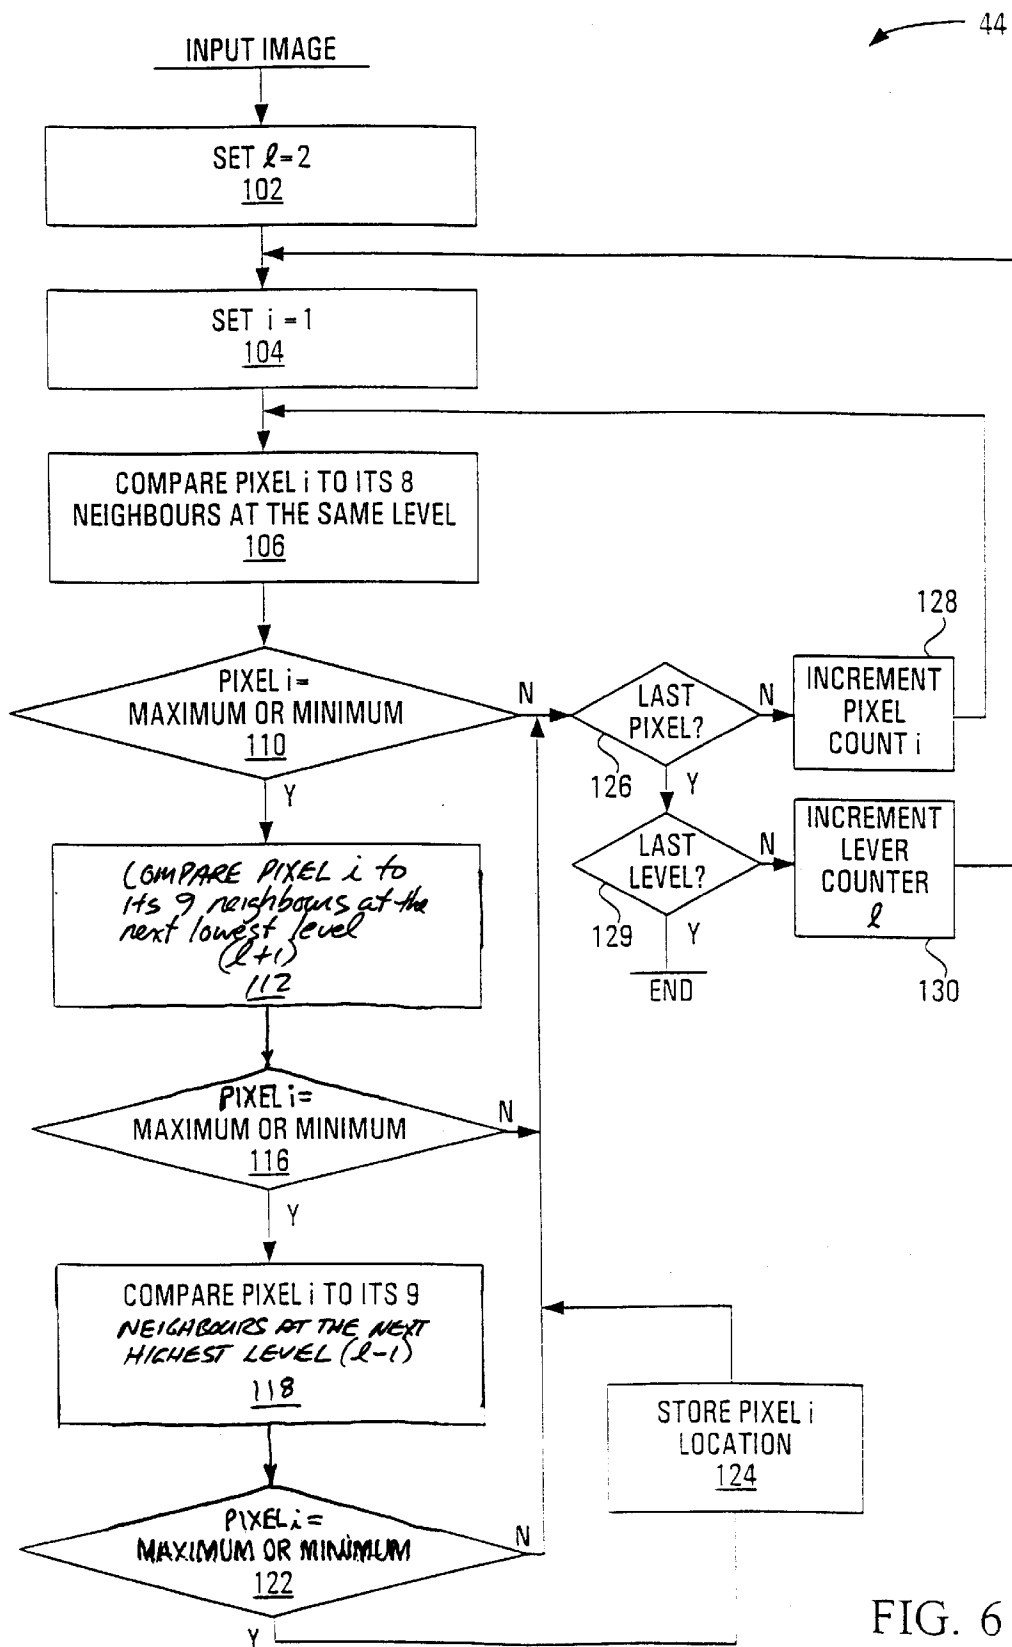 44
INPUT IMAGE
SET ℓ=2
102
SET i=1
104
COMPARE PIXEL i TO ITS 8
NEIGHBOURS AT THE SAME LEVEL
106
PIXEL i=
MAXIMUM OR MINIMUM
110
N
Y
LAST
PIXEL?
126
N
Y
128
INCREMENT
PIXEL
COUNT i
LAST
LEVEL?
129
N
Y
END
INCREMENT
LEVER
COUNTER
ℓ
130
COMPARE PIXEL i to
its 9 neighbours at the
next lowest level
(ℓ+1)
112
PIXEL i=
MAXIMUM OR MINIMUM
116
N
Y
COMPARE PIXEL i TO ITS 9
NEIGHBOURS AT THE NEXT
HIGHEST LEVEL (ℓ-1)
118
STORE PIXEL i
LOCATION
124
PIXEL i=
MAXIMUM OR MINIMUM
122
N
Y
FIG. 6